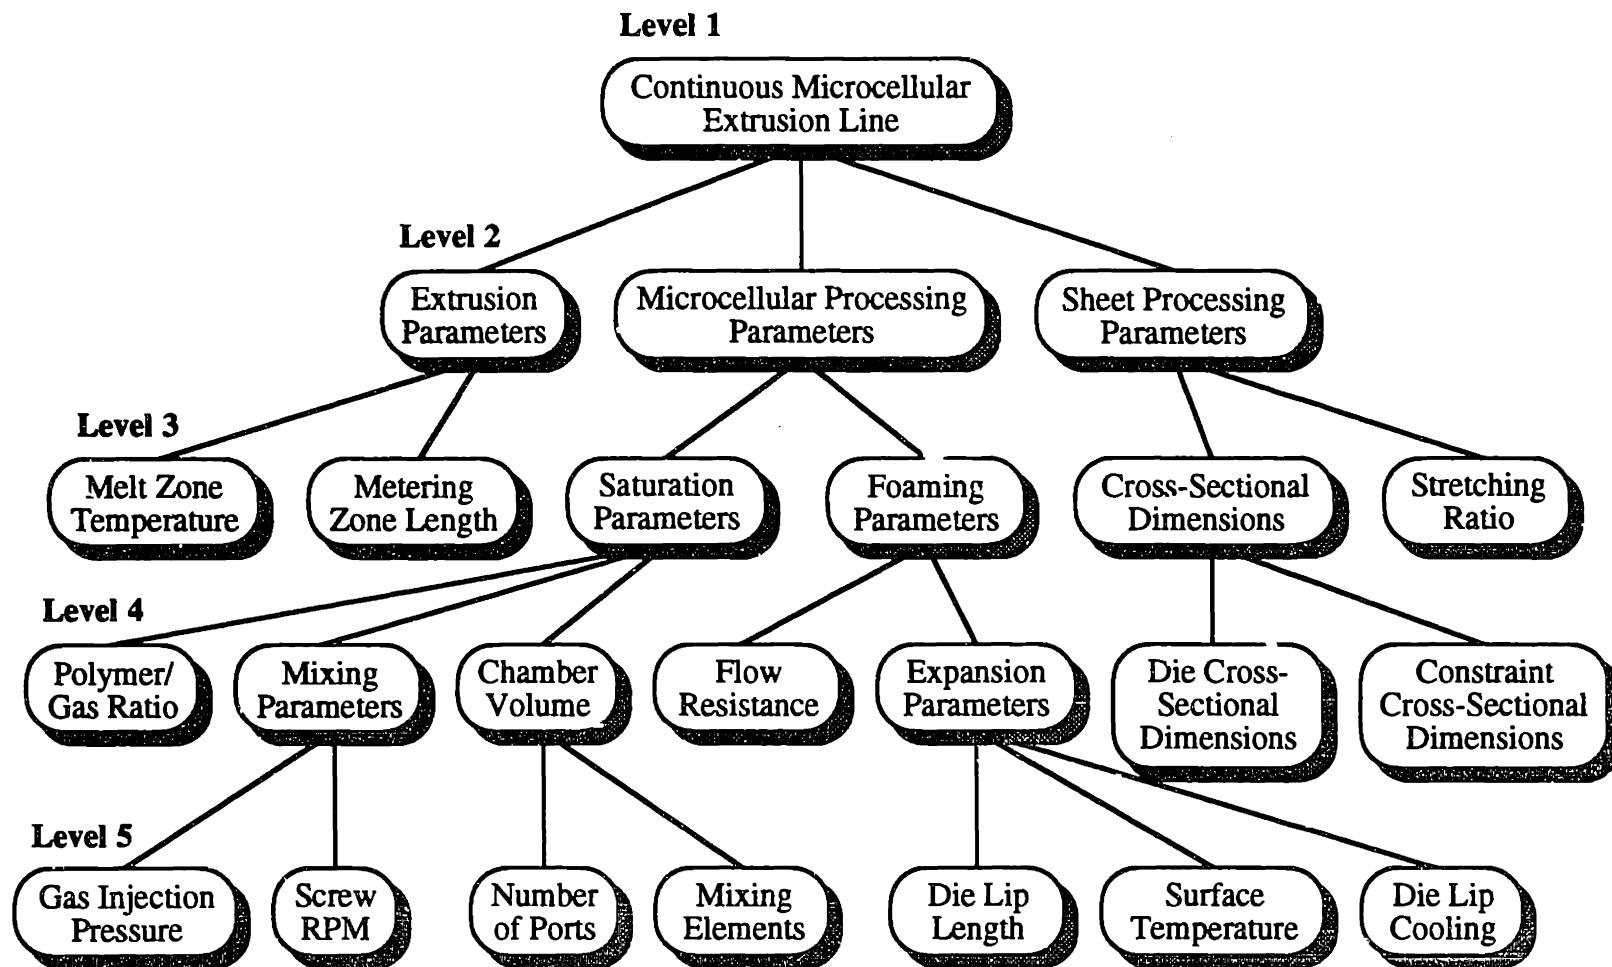 Level 1
Continuous Microcellular
Extrusion Line
Level 2
Extrusion
Parameters
Microcellular Processing
Parameters
Sheet Processing
Parameters
Level 3
Melt Zone
Temperature
Metering
Zone Length
Saturation
Parameters
Foaming
Parameters
Cross-Sectional
Dimensions
Stretching
Ratio
Level 4
Polymer/
Gas Ratio
Mixing
Parameters
Chamber
Volume
Flow
Resistance
Expansion
Parameters
Die Cross-
Sectional
Dimensions
Constraint
Cross-Sectional
Dimensions
Level 5
Gas Injection
Pressure
Screw
RPM
Number
of Ports
Mixing
Elements
Die Lip
Length
Surface
Temperature
Die Lip
Cooling